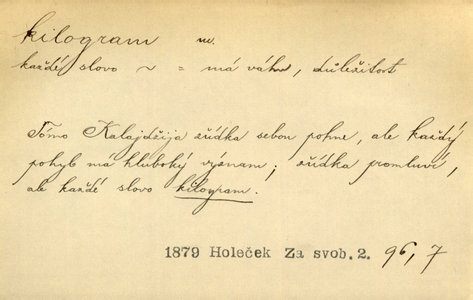 kilogram m.
každé slovo ~ = má váhu, důležitost
Tómo Kalajdžija zřídka sebou pohne, ale každý
pohyb má hluboký význam; zřídka promluví,
ale každé slovo kilogram.
1879 Holeček Za svob. 2. 96, 7